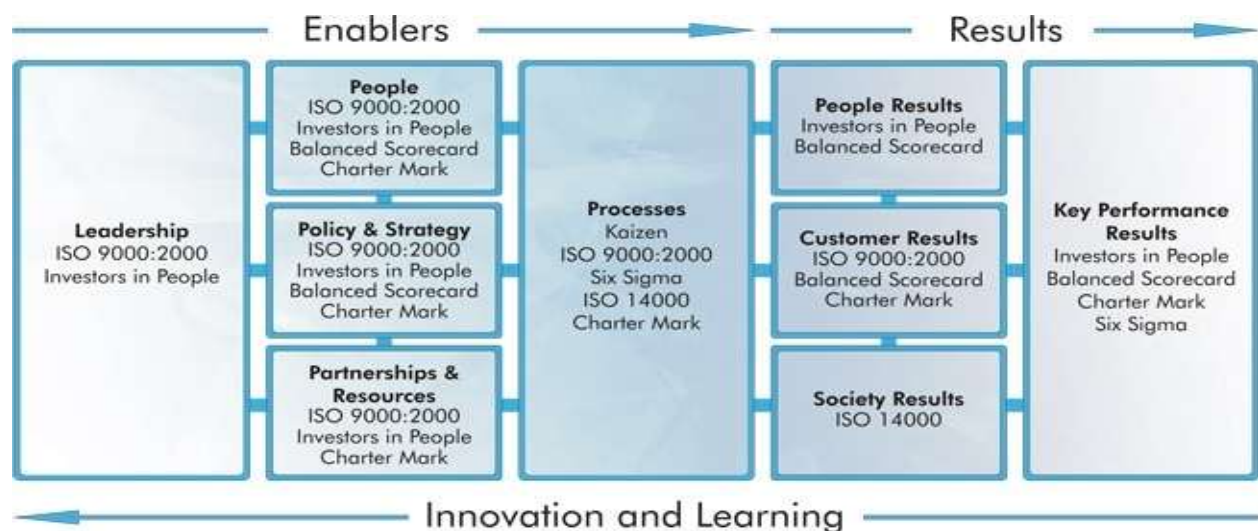 Enablers
Results
Leadership
ISO 9000:2000
Investors in People
People
ISO 9000:2000
Investors in People
Balanced Scorecard
Charter Mark
Policy & Strategy
ISO 9000:2000
Investors in People
Balanced Scorecard
Charter Mark
Partnerships &
Resources
ISO 9000:2000
Investors in People
Charter Mark
Processes
Kaizen
ISO 9000:2000
Six Sigma
ISO 14000
Charter Mark
People Results
Investors in People
Balanced Scorecard
Customer Results
ISO 9000:2000
Balanced Scorecard
Charter Mark
Society Results
ISO 14000
Key Performance
Results
Investors in People
Balanced Scorecard
Charter Mark
Six Sigma
Innovation and Learning